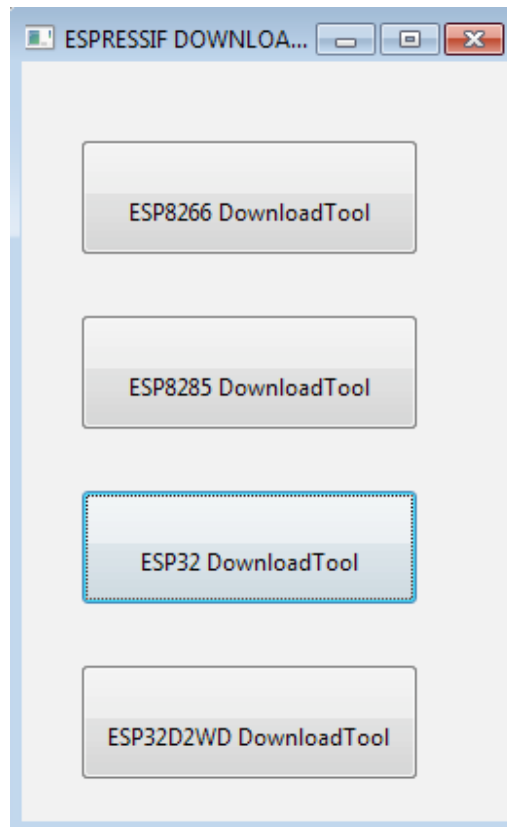 ESPRESSIF DOWNLOA...
ESP8266 DownloadTool
ESP8285 DownloadTool
ESP32 DownloadTool
ESP32D2WD DownloadTool